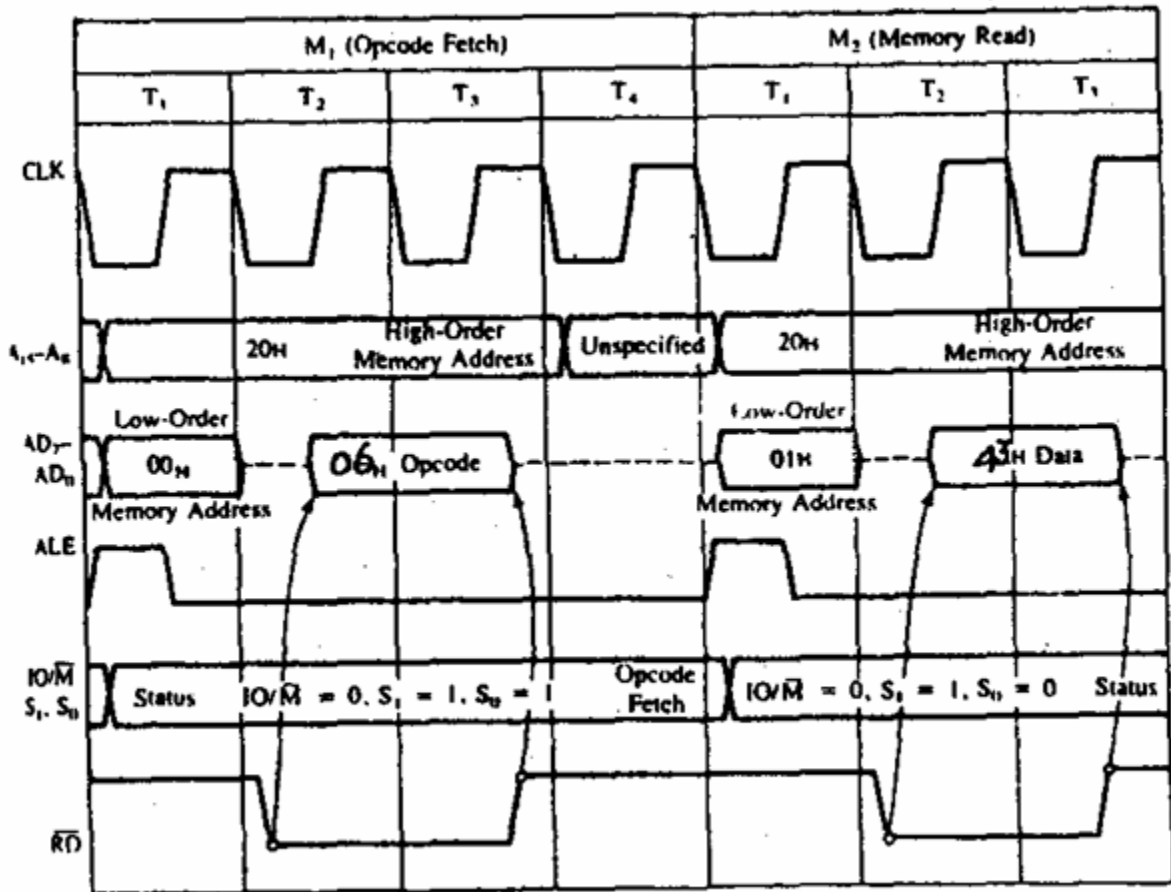 M₁ (Opcode Fetch)
M₂ (Memory Read)
T₁
T₂
T₃
T₄
T₁
T₂
T₃
CLK
20H
High-Order
Memory Address
Unspecified
20H
High-Order
Memory Address
Low-Order
00H
Memory Address
06H Opcode
Low-Order
01H
Memory Address
43H Data
AD₇–
AD₀
ALE
IO/M̅
S₁, S₀
Status
IO/M̅ = 0, S₁ = 1, S₀ = 1
Opcode
Fetch
IO/M̅ = 0, S₁ = 1, S₀ = 0
Status
R̅D̅